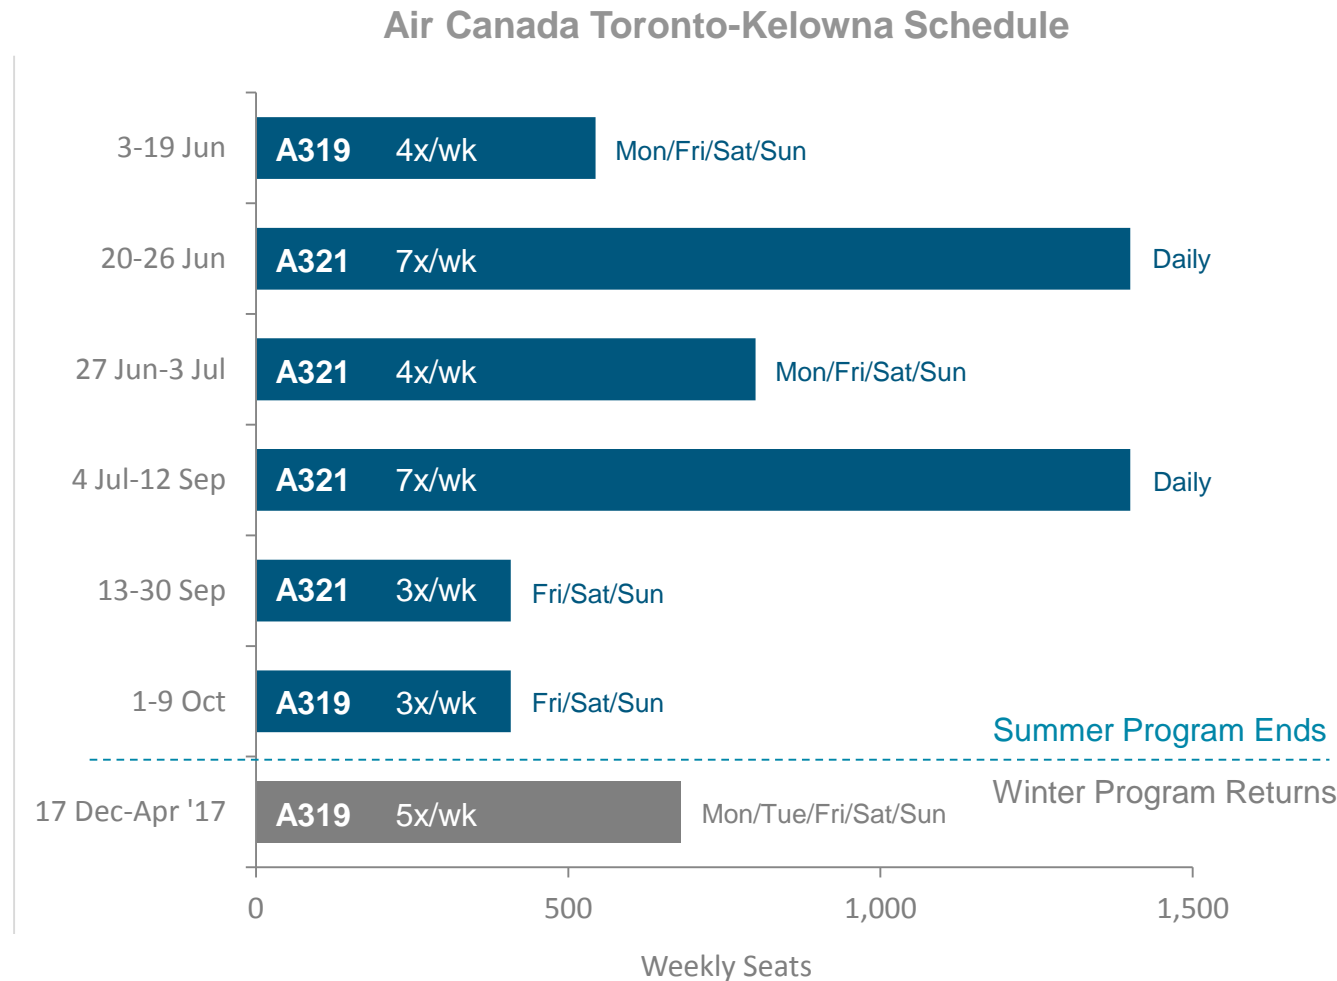 Air Canada Toronto-Kelowna Schedule
3-19 Jun A319 4x/wk Mon/Fri/Sat/Sun
20-26 Jun A321 7x/wk Daily
27 Jun-3 Jul A321 4x/wk Mon/Fri/Sat/Sun
4 Jul-12 Sep A321 7x/wk Daily
13-30 Sep A321 3x/wk Fri/Sat/Sun
1-9 Oct A319 3x/wk Fri/Sat/Sun
Summer Program Ends
Winter Program Returns
17 Dec-Apr '17 A319 5x/wk Mon/Tue/Fri/Sat/Sun
0 500 1,000 1,500
Weekly Seats